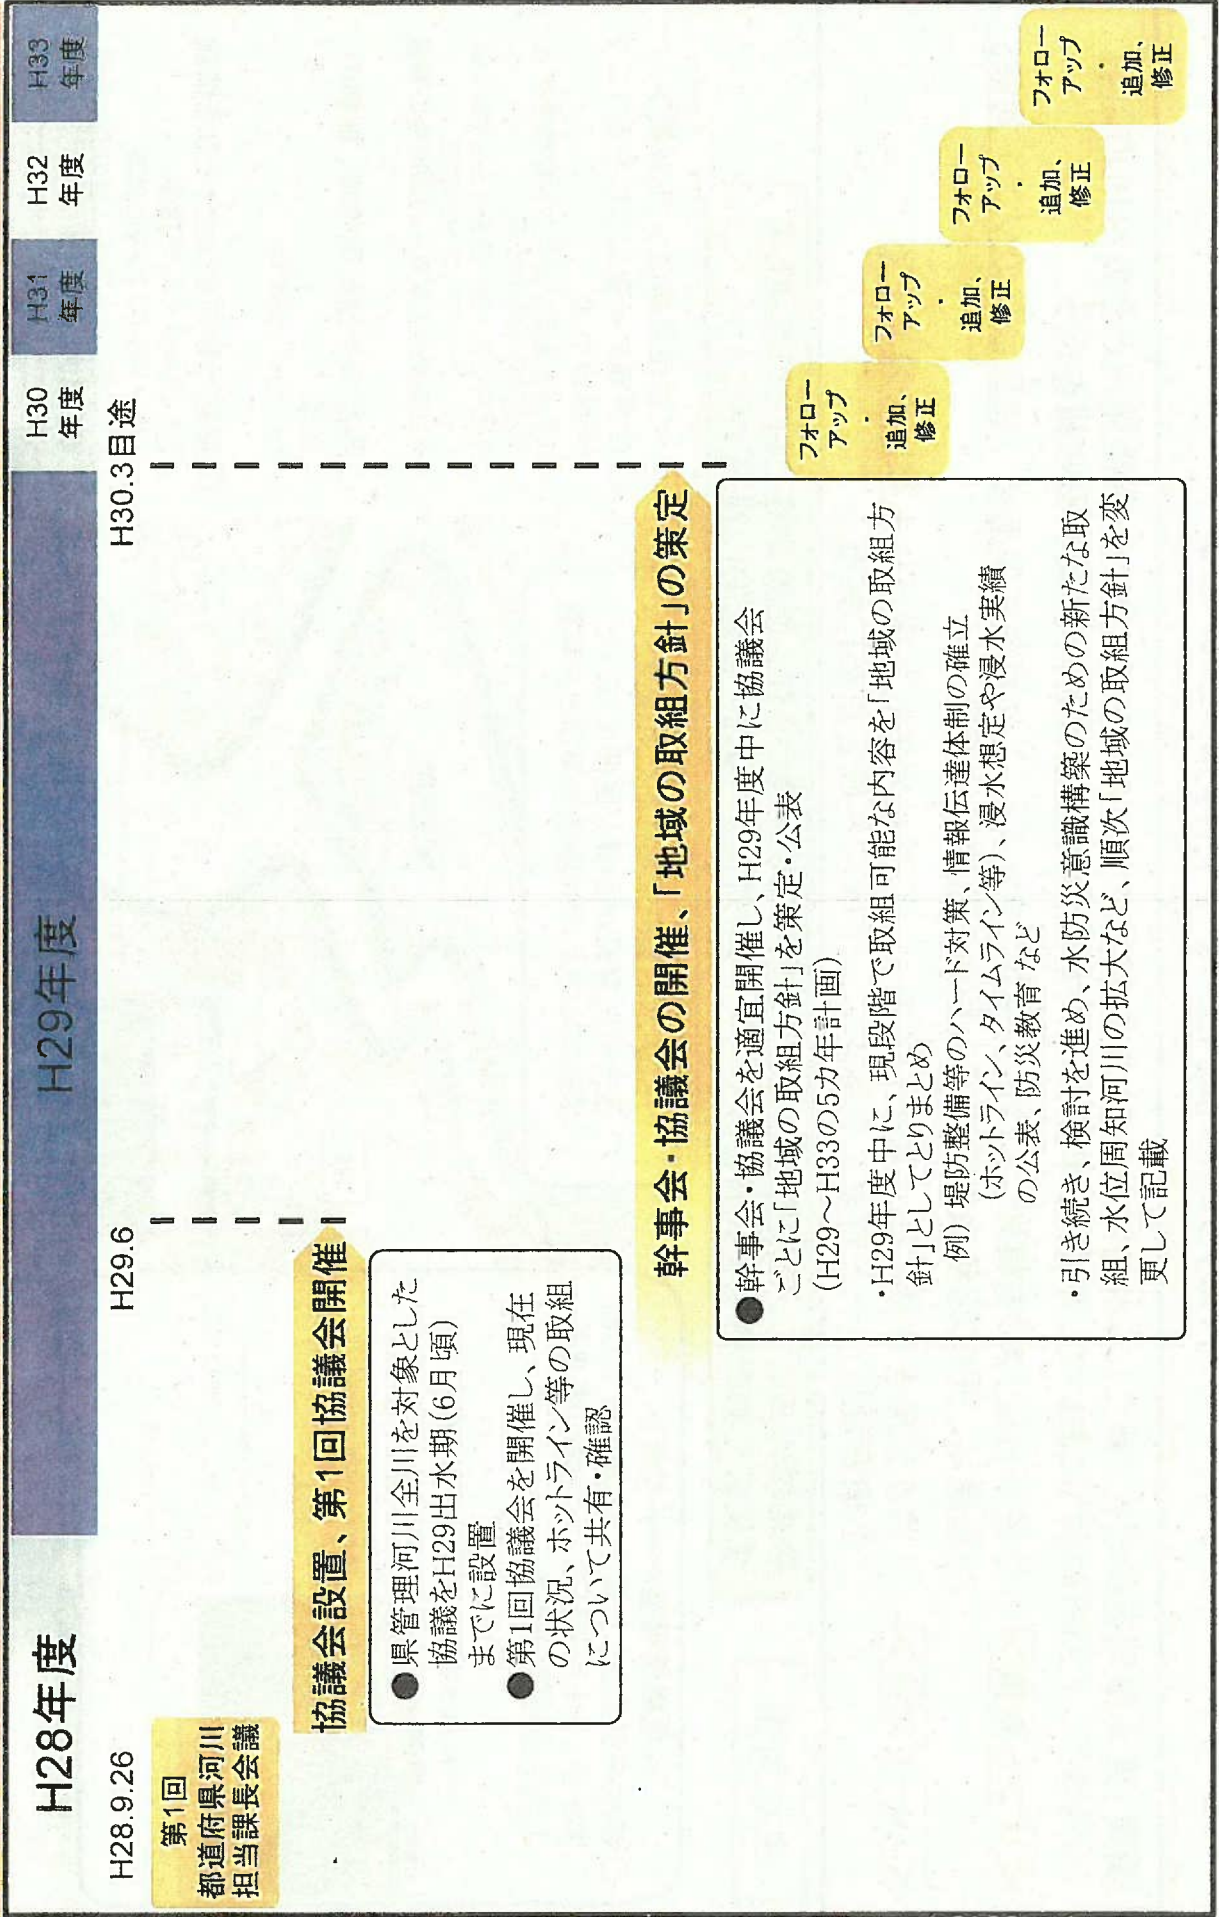 H28年度
H29年度
H30
年度
H31
年度
H32
年度
H33
年度
H28.9.26
H29.6
H30.3目途
第1回
都道府県河川
担当課長会議
協議会設置、第1回協議会開催
●県管理河川全川を対象とした
協議をH29出水期(6月頃)
までに設置
●第1回協議会を開催し、現在
の状況、ホットライン等の取組
について共有・確認
幹事会・協議会の開催、「地域の取組方針」の策定
●幹事会・協議会を適宜開催し、H29年度中に協議会
ごとに「地域の取組方針」を策定・公表
(H29~H33の5カ年計画)
・H29年度中に、現段階で取組可能な内容を「地域の取組方
針」としてとりまとめ
例)堤防整備等のハード対策、情報伝達体制の確立
(ホットライン、タイムライン等)、浸水想定や浸水実績
の公表、防災教育 など
・引き続き、検討を進め、水防災意識構築のための新たな取
組、水位周知河川の拡大など、順次「地域の取組方針」を変
更して記載
フォロー
アップ
・
追加、
修正
フォロー
アップ
・
追加、
修正
フォロー
アップ
・
追加、
修正
フォロー
アップ
・
追加、
修正